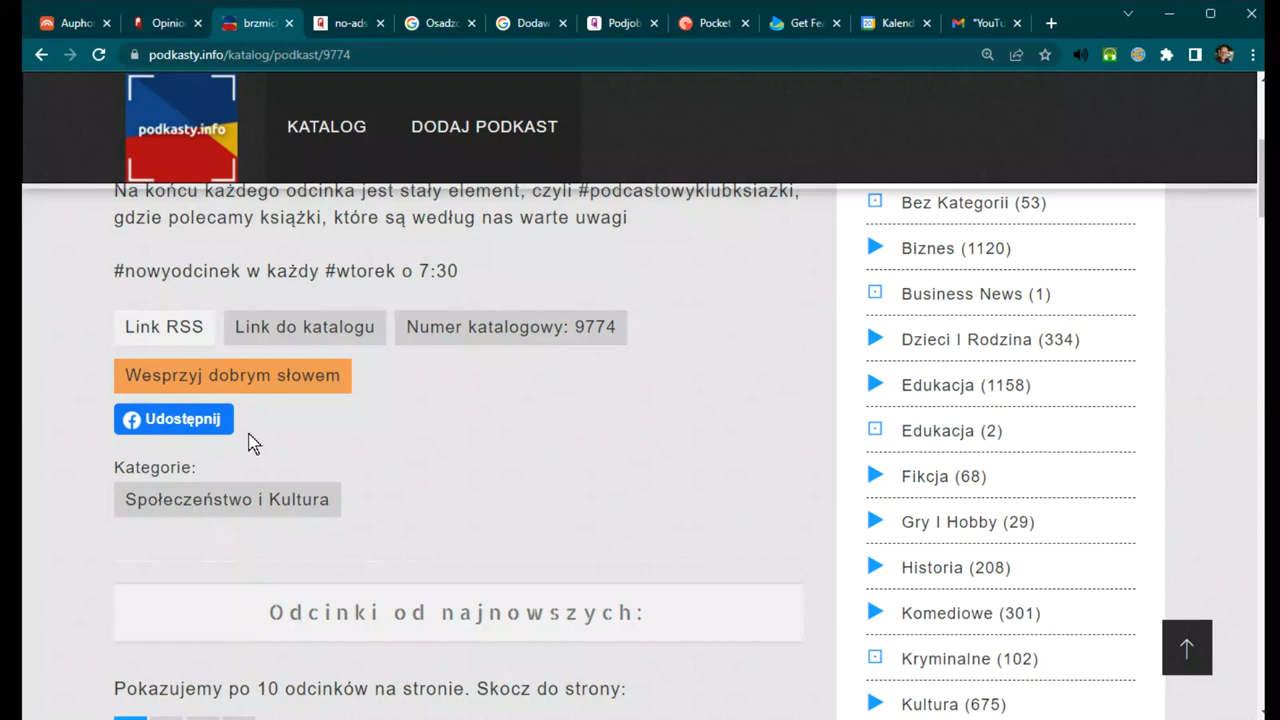 Aupho
Opinio
brzmi
no-ads
Osadz
Dodaw
Podjob
Pocket
Get Fea
Kalend
"YouTu
podkasty.info/katalog/podkast/9774
podkasty.info
KATALOG
DODAJ PODKAST
Na końcu każdego odcinka jest stały element, czyli #podcastowyklubksiazki,
gdzie polecamy książki, które są według nas warte uwagi
#nowyodcinek w każdy #wtorek o 7:30
Link RSS
Link do katalogu
Numer katalogowy: 9774
Wesprzyj dobrym słowem
Udostępnij
Kategorie:
Społeczeństwo i Kultura
Odcinki od najnowszych:
Pokazujemy po 10 odcinków na stronie. Skocz do strony:
Bez Kategorii (53)
Biznes (1120)
Business News (1)
Dzieci I Rodzina (334)
Edukacja (1158)
Edukacja (2)
Fikcja (68)
Gry I Hobby (29)
Historia (208)
Komediowe (301)
Kryminalne (102)
Kultura (675)